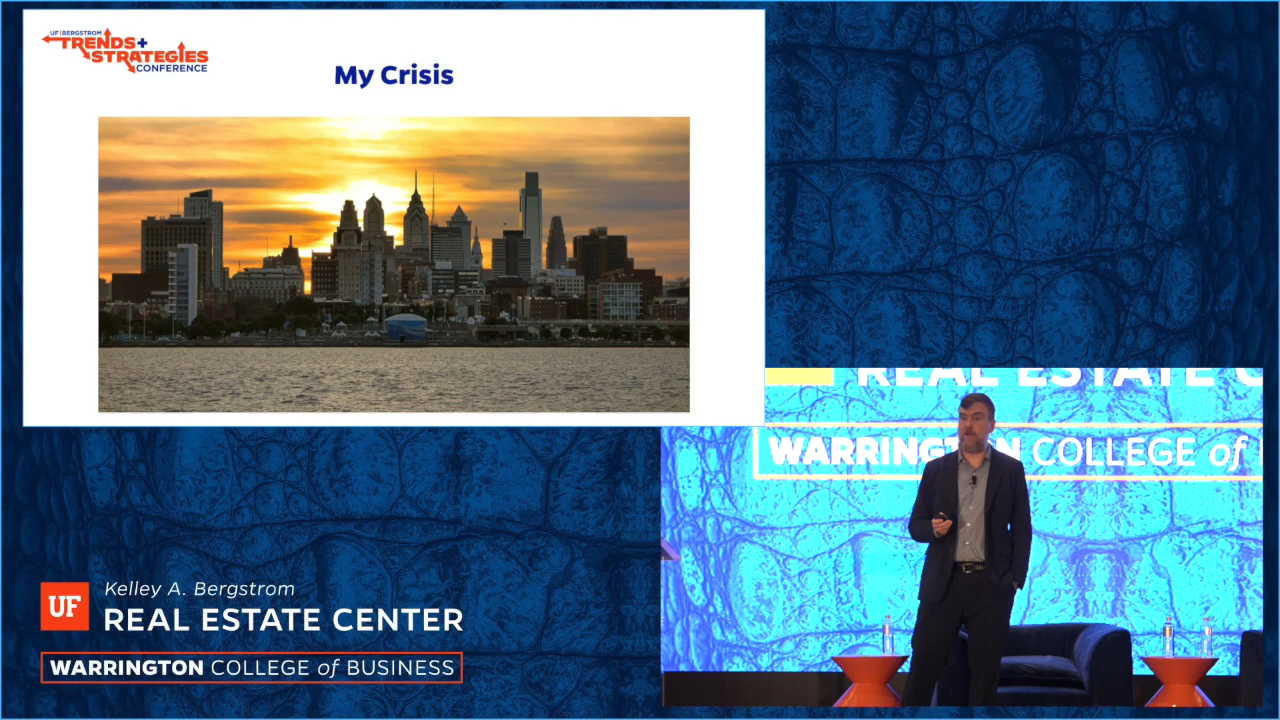 UF | BERGSTROM
TRENDS+
STRATEGIES
CONFERENCE
My Crisis
REAL ESTATE C
WARRINGTON COLLEGE of
UF
Kelley A. Bergstrom
REAL ESTATE CENTER
WARRINGTON COLLEGE of BUSINESS